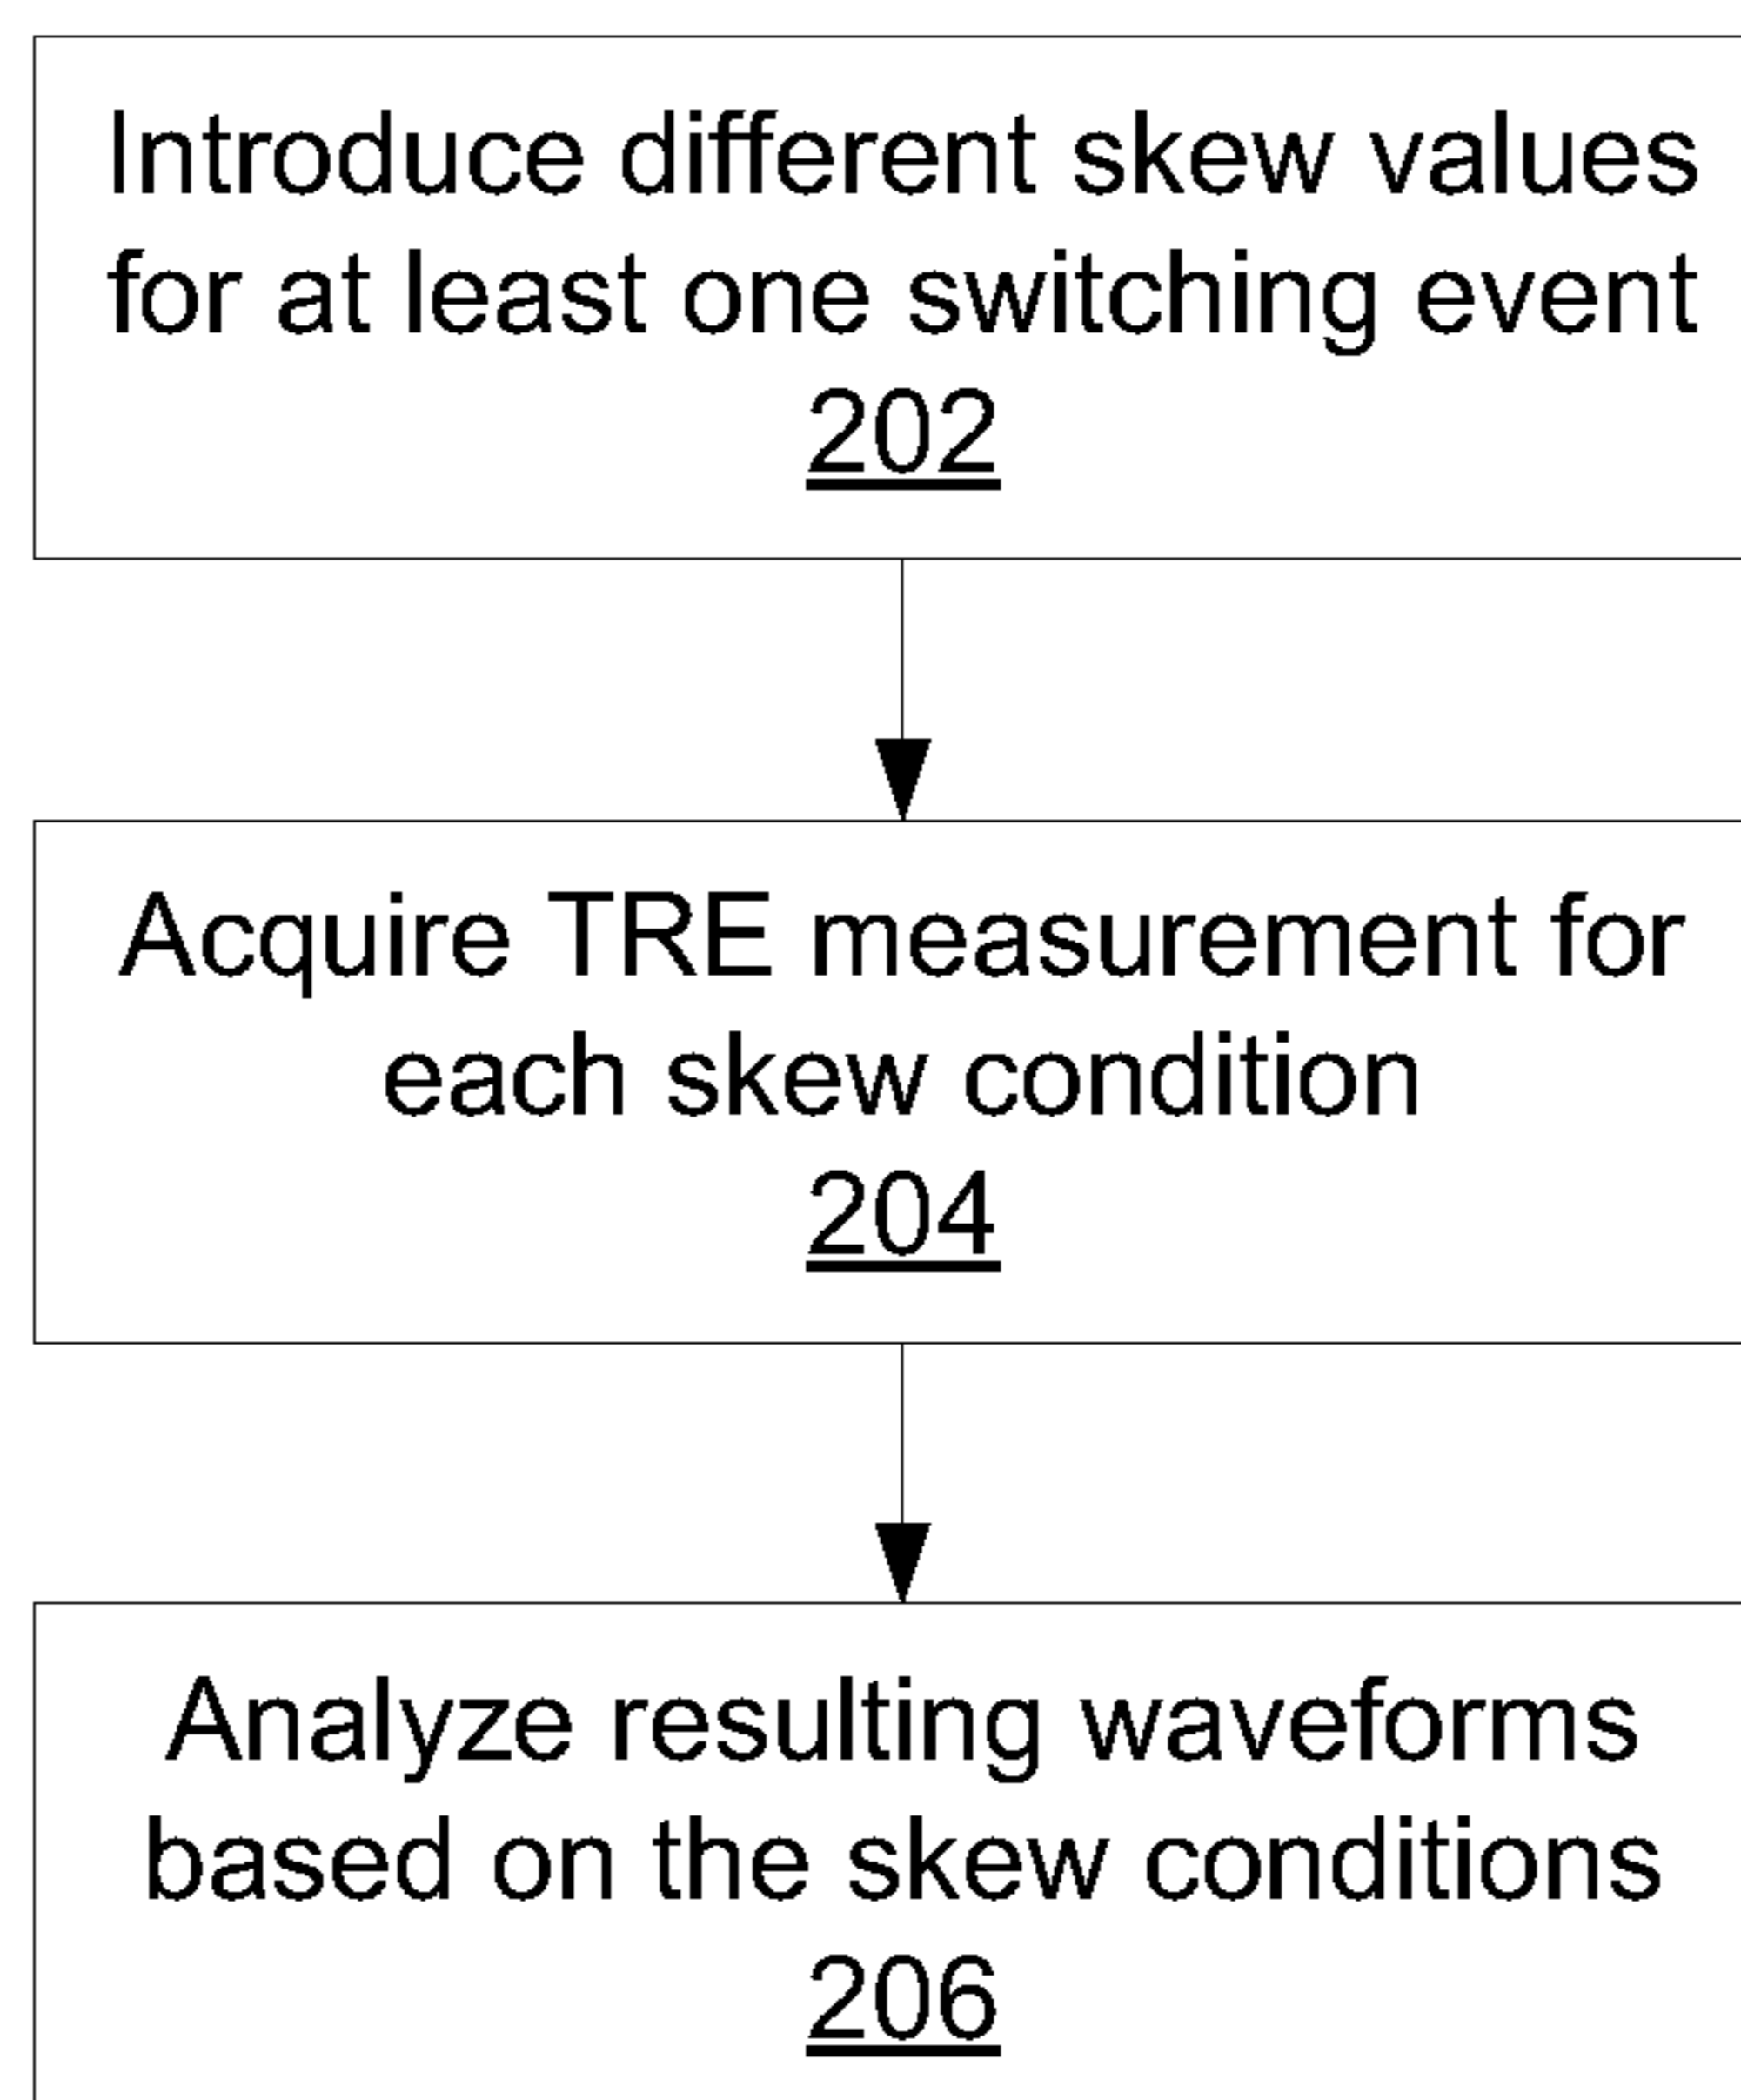 Introduce different skew values
for at least one switching event
202
Acquire TRE measurement for
each skew condition
204
Analyze resulting waveforms
based on the skew conditions
206